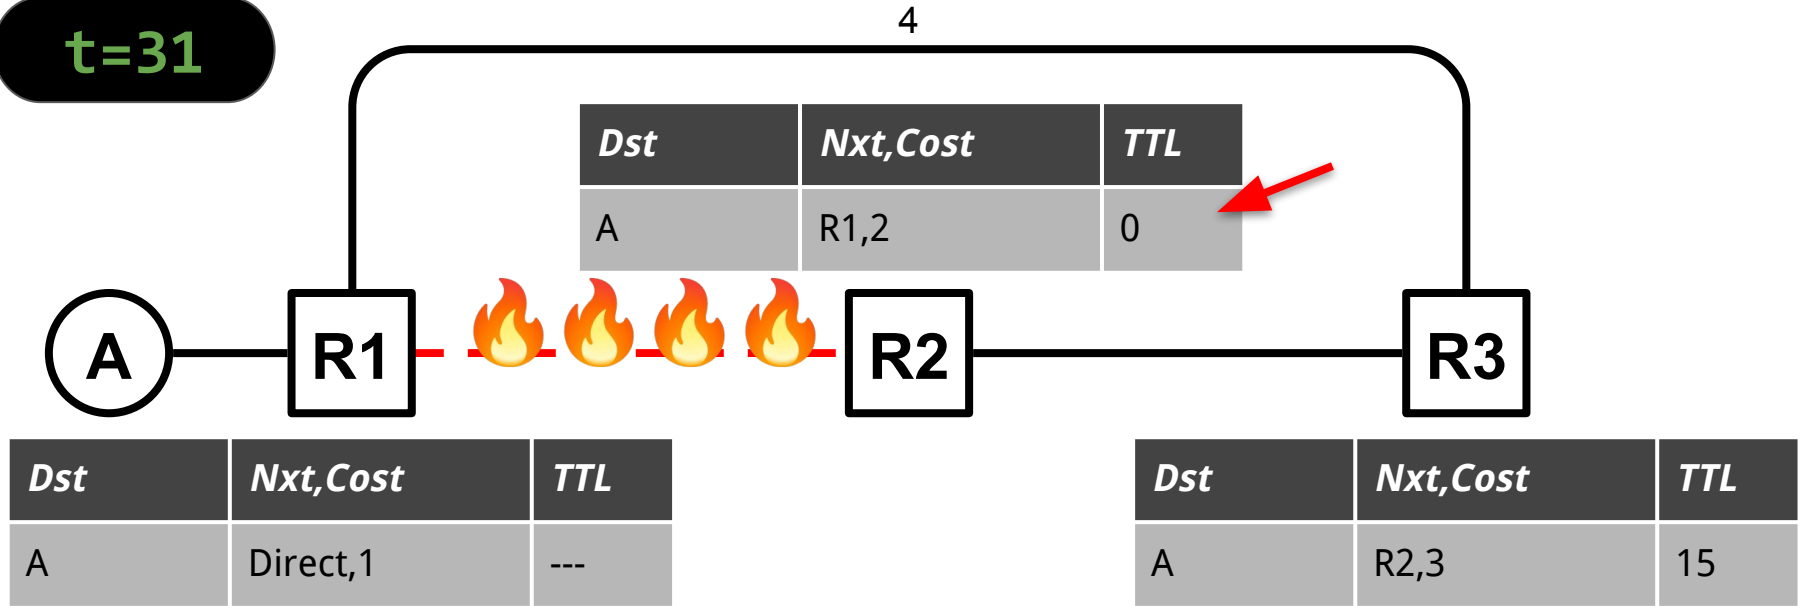 t=31
4
Dst Nxt,Cost TTL
A R1,2 0
A R1 R2 R3
Dst Nxt,Cost TTL
A Direct,1 ---
Dst Nxt,Cost TTL
A R2,3 15